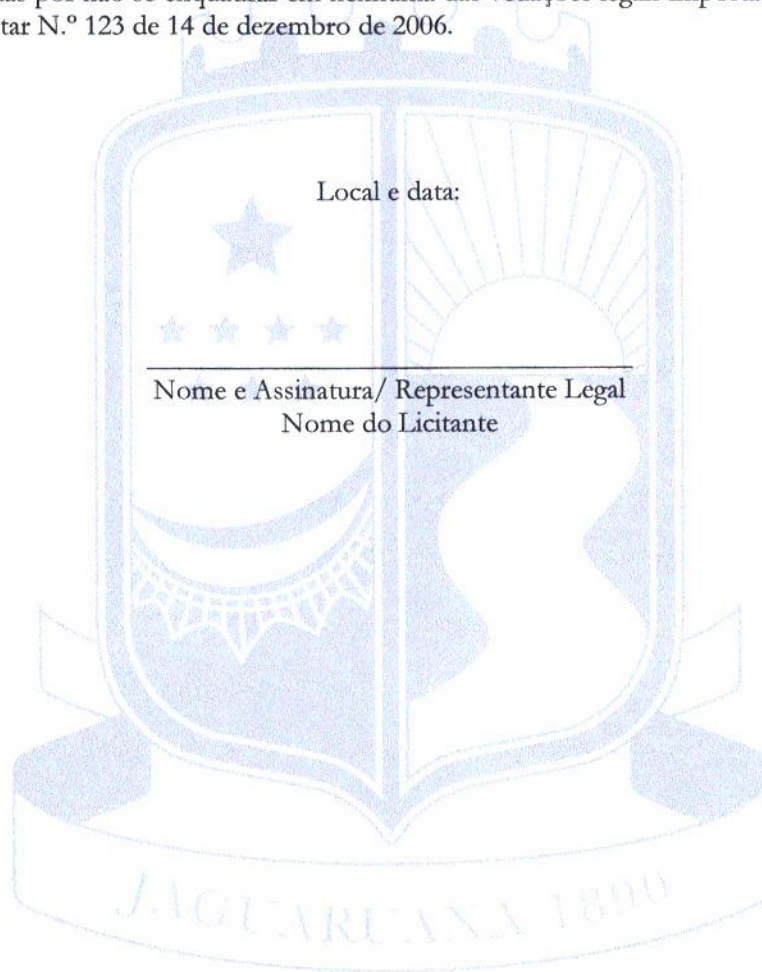 tar N.º 123 de 14 de dezembro de 2006.
Local e data:
Nome e Assinatura/ Representante Legal
Nome do Licitante
JAGUARUANA 1890